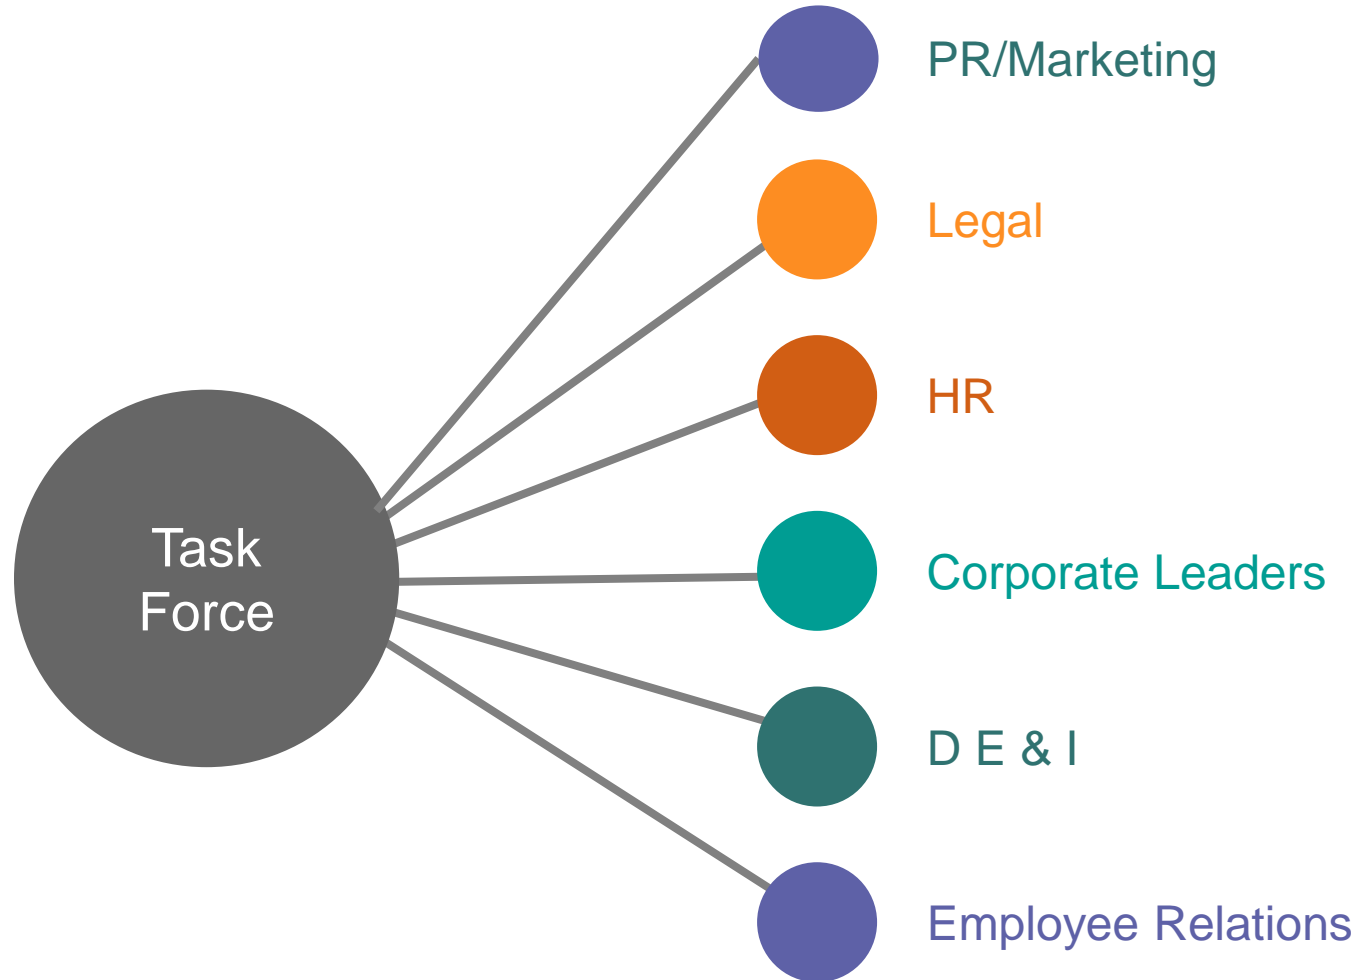 PR/Marketing
Legal
HR
Task
Force
Corporate Leaders
D E & I
Employee Relations